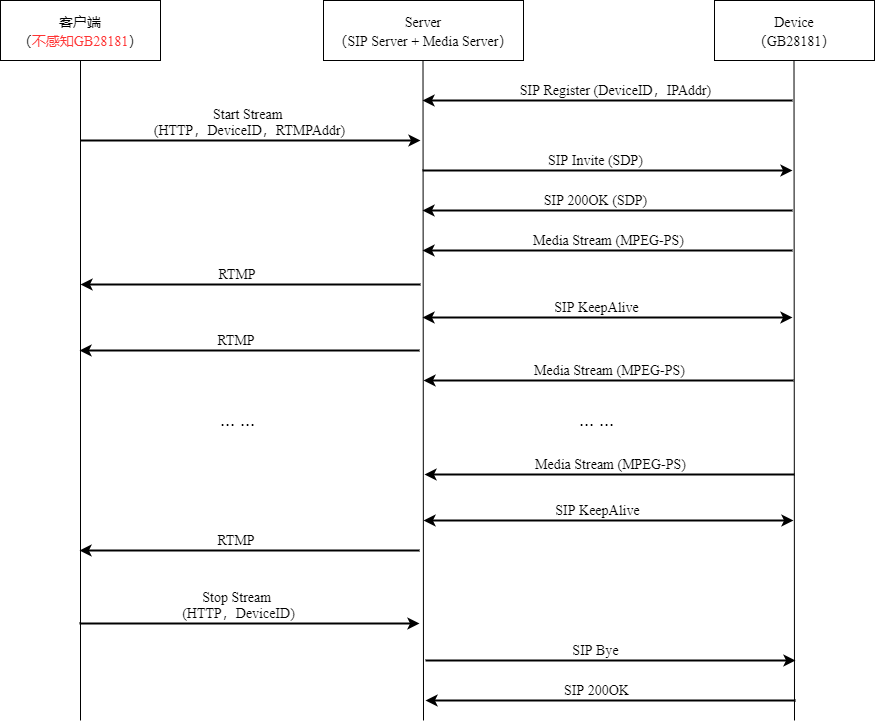 客户端
（不感知GB28181）
Server
（SIP Server + Media Server）
Device
（GB28181）
SIP Register (DeviceID，IPAddr)
Start Stream
(HTTP，DeviceID，RTMPAddr)
SIP Invite (SDP)
SIP 200OK (SDP)
Media Stream (MPEG-PS)
RTMP
SIP KeepAlive
RTMP
Media Stream (MPEG-PS)
... ...
... ...
Media Stream (MPEG-PS)
SIP KeepAlive
RTMP
Stop Stream
(HTTP，DeviceID)
SIP Bye
SIP 200OK